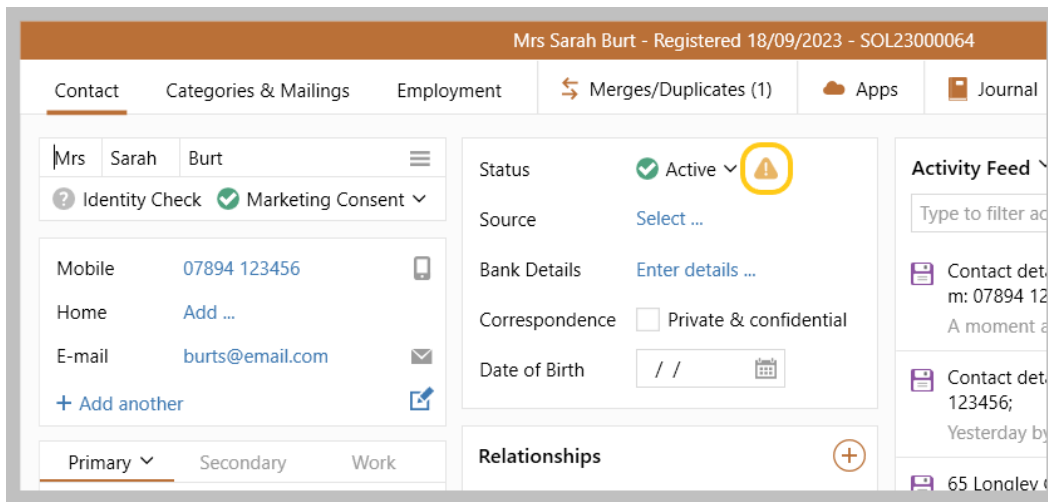 Mrs Sarah Burt - Registered 18/09/2023 - SOL23000064
Contact Categories & Mailings Employment Merges/Duplicates (1) Apps Journal
Mrs Sarah Burt
? Identity Check Marketing Consent
Mobile 07894 123456
Home Add ...
E-mail burts@email.com
+ Add another
Primary Secondary Work
Status Active
Source Select ...
Bank Details Enter details ...
Correspondence Private & confidential
Date of Birth / /
Relationships
Activity Feed
Type to filter ac
Contact deta
m: 07894 12
A moment a
Contact deta
123456;
Yesterday by
65 Longley